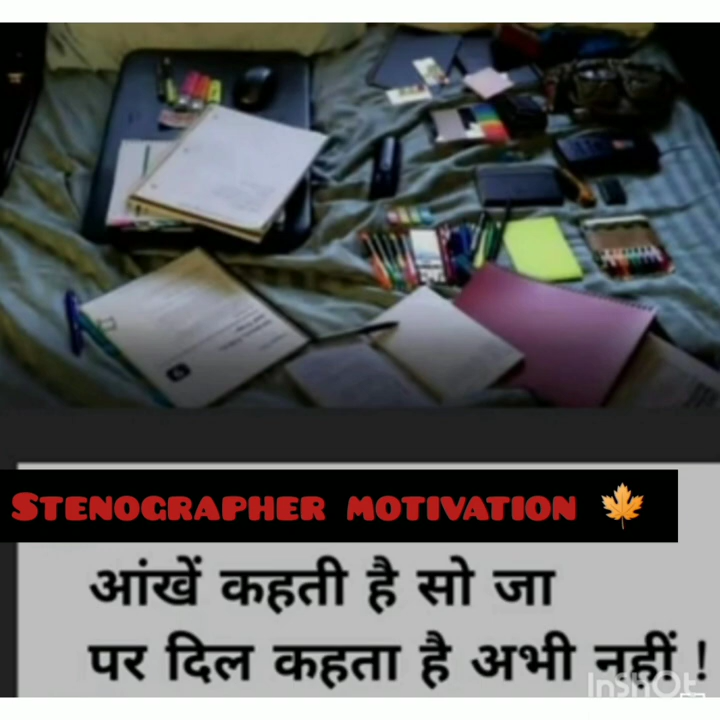 STENOGRAPHER MOTIVATION
आंखें कहती है सो जा
पर दिल कहता है अभी नहीं !
InShOt